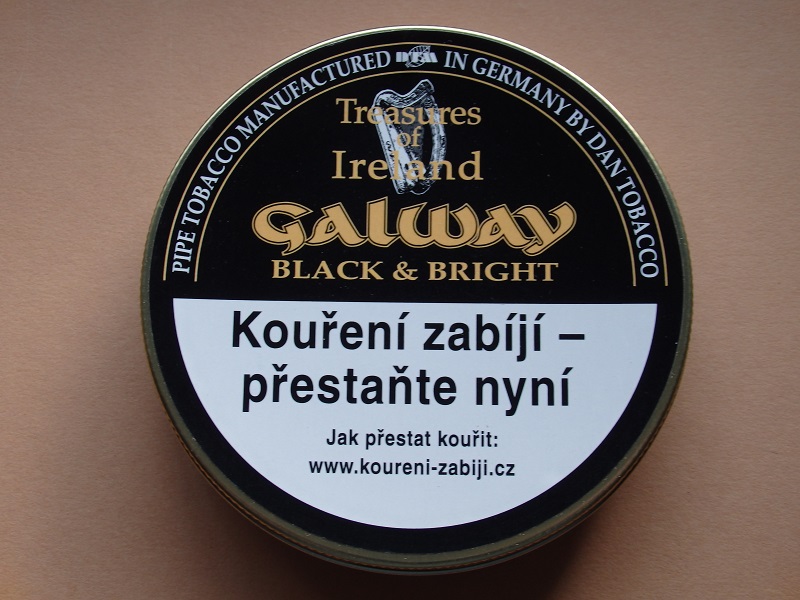 PIPE TOBACCO MANUFACTURED DTM IN GERMANY BY DAN TOBACCO
Treasures
of
Ireland
GALWAY
BLACK & BRIGHT
Kouření zabíjí –
přestaňte nyní
Jak přestat kouřit:
www.koureni-zabiji.cz